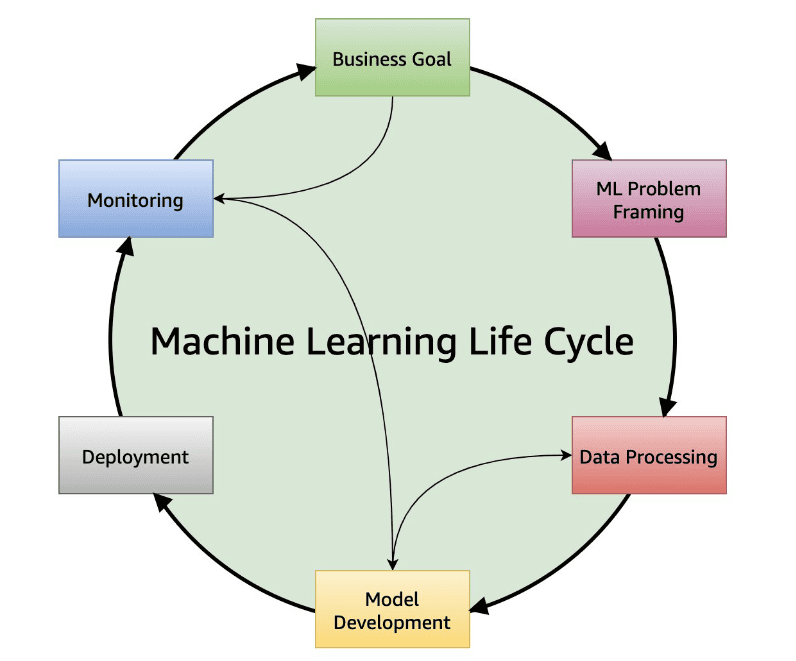 Business Goal
ML Problem
Framing
Monitoring
Machine Learning Life Cycle
Deployment
Data Processing
Model
Development